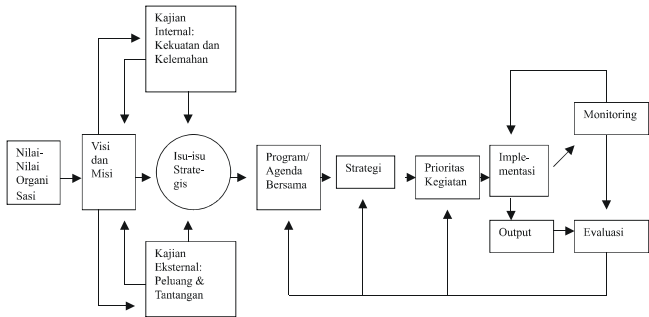 Kajian
Internal:
Kekuatan dan
Kelemahan
Nilai-
Nilai
Organi
Sasi
Visi
dan
Misi
Isu-isu
Strate-
gis
Program/
Agenda
Bersama
Strategi
Prioritas
Kegiatan
Imple-
mentasi
Monitoring
Output
Evaluasi
Kajian
Eksternal:
Peluang &
Tantangan